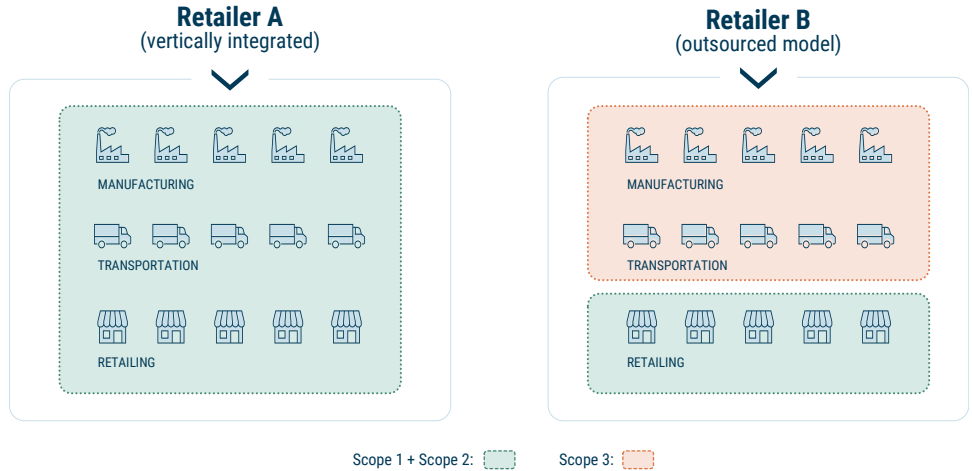 Retailer A
(vertically integrated)
MANUFACTURING
TRANSPORTATION
RETAILING
Retailer B
(outsourced model)
MANUFACTURING
TRANSPORTATION
RETAILING
Scope 1 + Scope 2:
Scope 3: